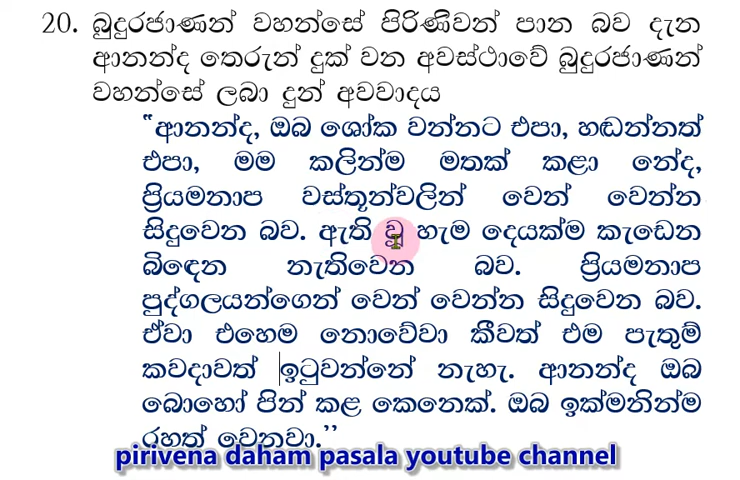 20. බුදුරජාණන් වහන්සේ පිරිනිවන් පාන බව දැන
ආනන්ද තෙරුන් දුක් වන අවස්ථාවේ බුදුරජාණන්
වහන්සේ ලබා දුන් අවවාදය
“ආනන්ද, ඔබ ශෝක වන්නට එපා, හඬන්නත්
එපා, මම කලින්ම මතක් කළා නේද,
ප්‍රියමනාප වස්තූන්වලින් වෙන් වෙන්න
සිදුවෙන බව. ඇති වූ හැම දෙයක්ම කැඩෙන
බිඳෙන නැතිවෙන බව. ප්‍රියමනාප
පුද්ගලයන්ගෙන් වෙන් වෙන්න සිදුවෙන බව.
ඒවා එහෙම නොවේවා කීවත් එම පැතුම්
කවදාවත් ඉටුවන්නේ නැහැ. ආනන්ද ඔබ
බොහෝ පින් කළ කෙනෙක්. ඔබ ඉක්මනින්ම
රහත් වෙනවා.’’
pirivena daham pasala youtube channel